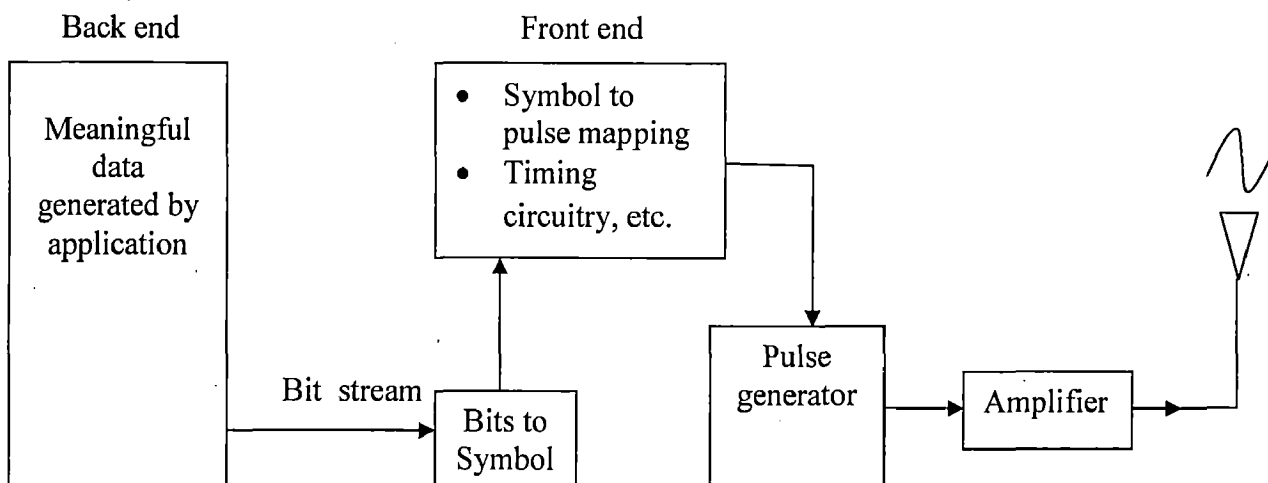 Back end
Front end
Meaningful
data
generated by
application
• Symbol to
pulse mapping
• Timing
circuitry, etc.
Bit stream
Bits to
Symbol
Pulse
generator
Amplifier